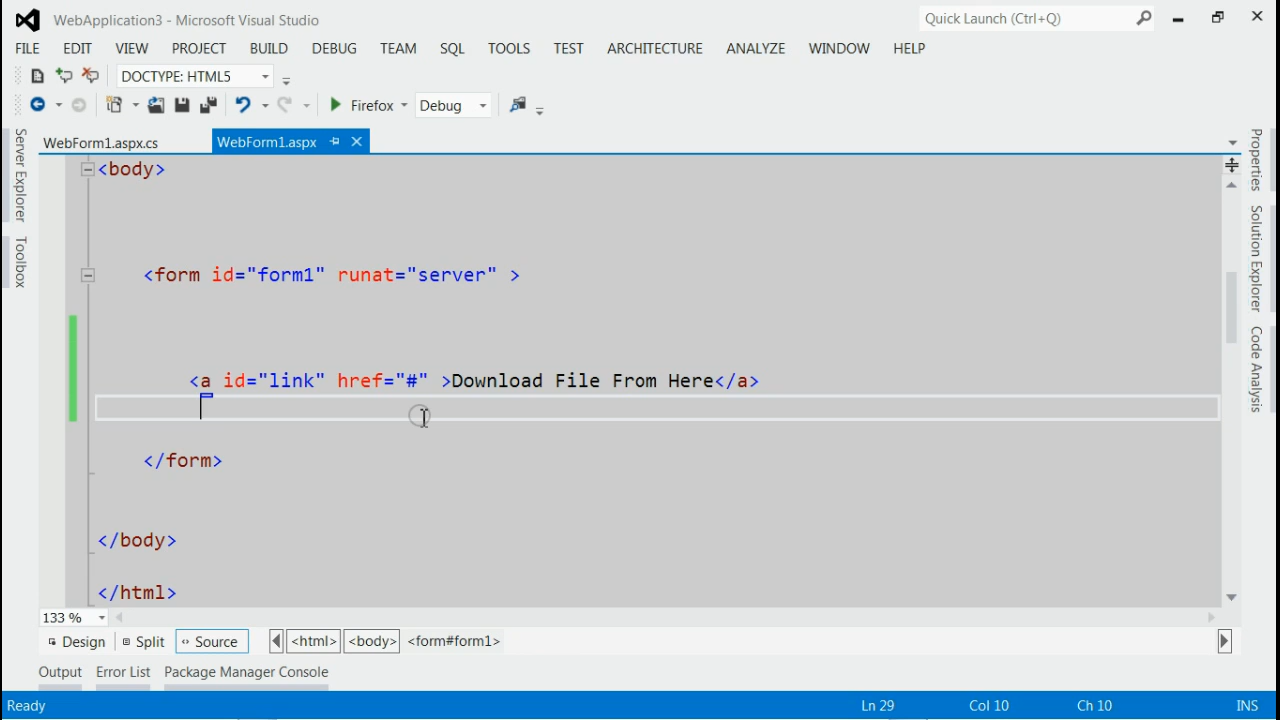 WebApplication3 - Microsoft Visual Studio
Quick Launch (Ctrl+Q)
FILE EDIT VIEW PROJECT BUILD DEBUG TEAM SQL TOOLS TEST ARCHITECTURE ANALYZE WINDOW HELP
DOCTYPE: HTML5
Firefox Debug
WebForm1.aspx.cs WebForm1.aspx
Server Explorer
Toolbox
<body>
<form id="form1" runat="server" >
<a id="link" href="#" >Download File From Here</a>
</form>
</body>
</html>
Properties
Solution Explorer
Code Analysis
133 %
Design Split Source <html> <body> <form#form1>
Output Error List Package Manager Console
Ready Ln 29 Col 10 Ch 10 INS